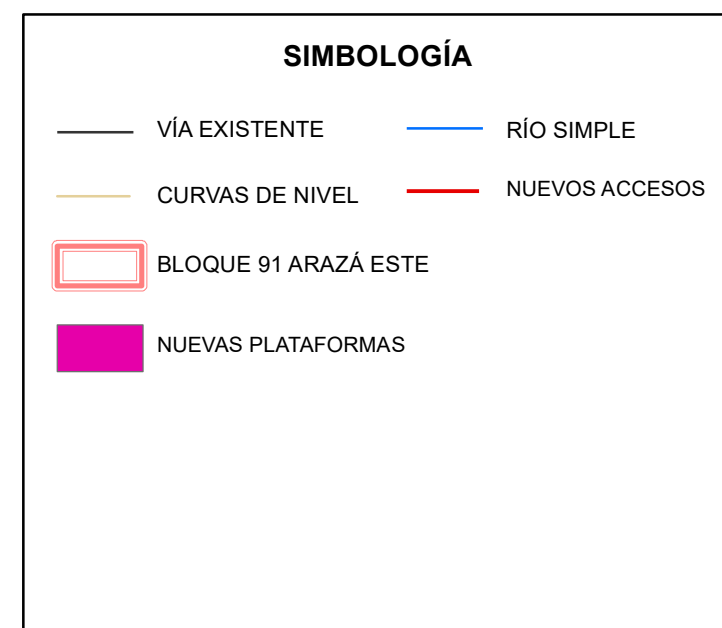 SIMBOLOGÍA
VÍA EXISTENTE
RÍO SIMPLE
CURVAS DE NIVEL
NUEVOS ACCESOS
BLOQUE 91 ARAZÁ ESTE
NUEVAS PLATAFORMAS